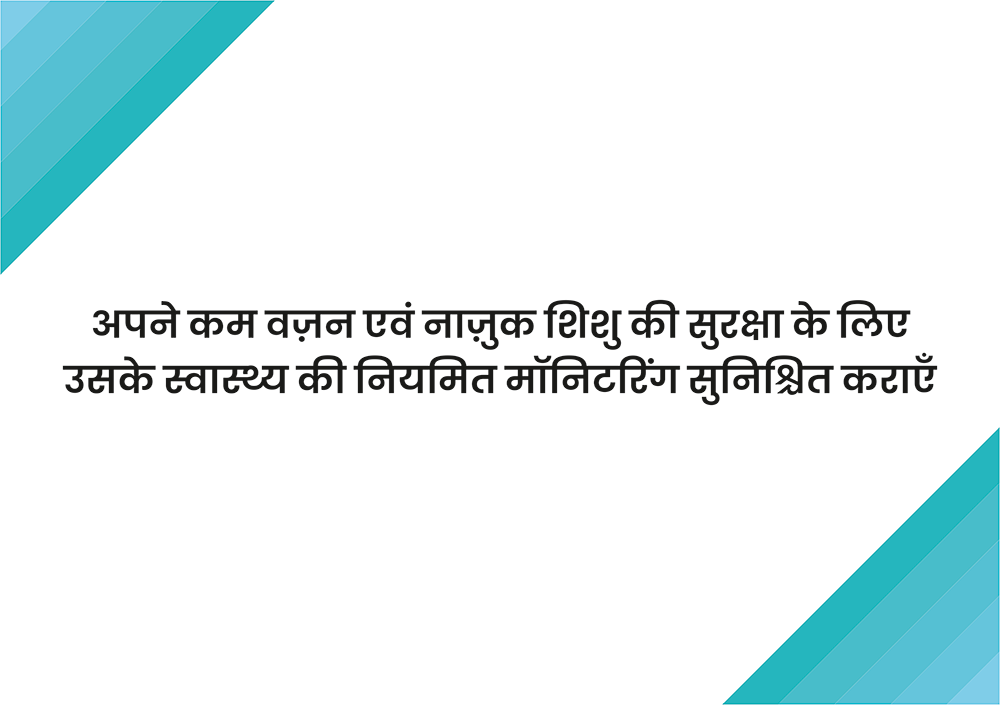 अपने कम वज़न एवं नाज़ुक शिशु की सुरक्षा के लिए
उसके स्वास्थ्य की नियमित मॉनिटरिंग सुनिश्चित कराएँ